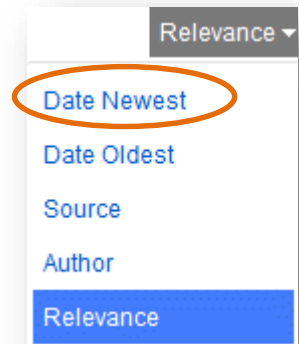 Relevance
Date Newest
Date Oldest
Source
Author
Relevance